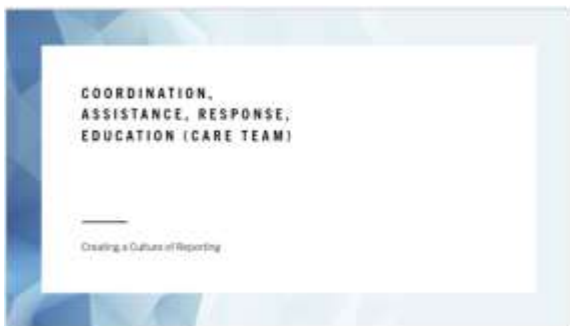 COORDINATION,
ASSISTANCE, RESPONSE,
EDUCATION (CARE TEAM)
Creating a Culture of Reporting